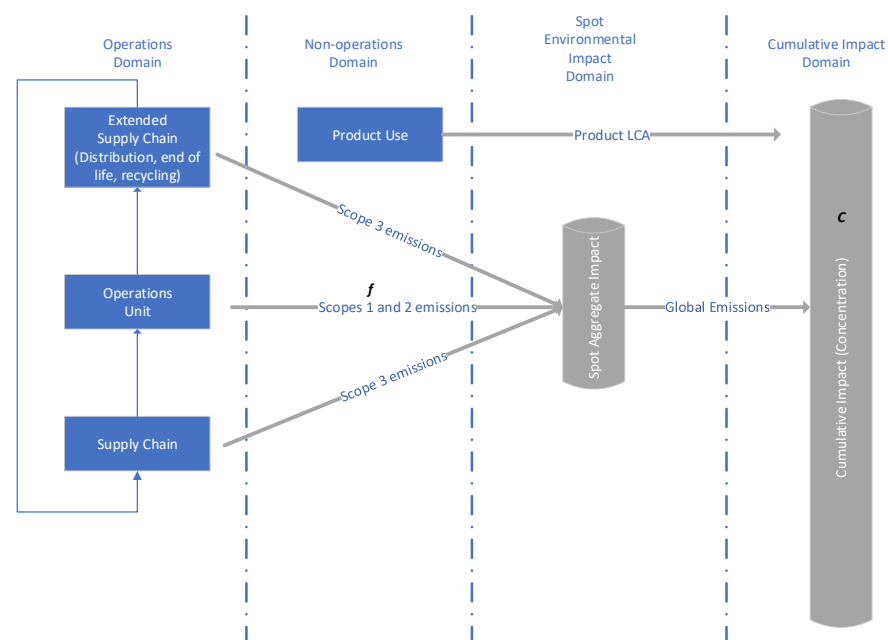 Operations
Domain
Non-operations
Domain
Spot
Environmental
Impact
Domain
Cumulative Impact
Domain
Extended
Supply Chain
(Distribution, end of
life, recycling)
Product Use
Product LCA
Scope 3 emissions
C
f
Operations
Unit
Scopes 1 and 2 emissions
Spot Aggregate Impact
Global Emissions
Cumulative Impact (Concentration)
Scope 3 emissions
Supply Chain